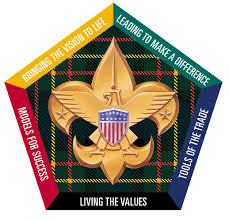 BRINGING THE VISION TO LIFE
LEADING TO MAKE A DIFFERENCE
MODELS FOR SUCCESS
TOOLS OF THE TRADE
LIVING THE VALUES